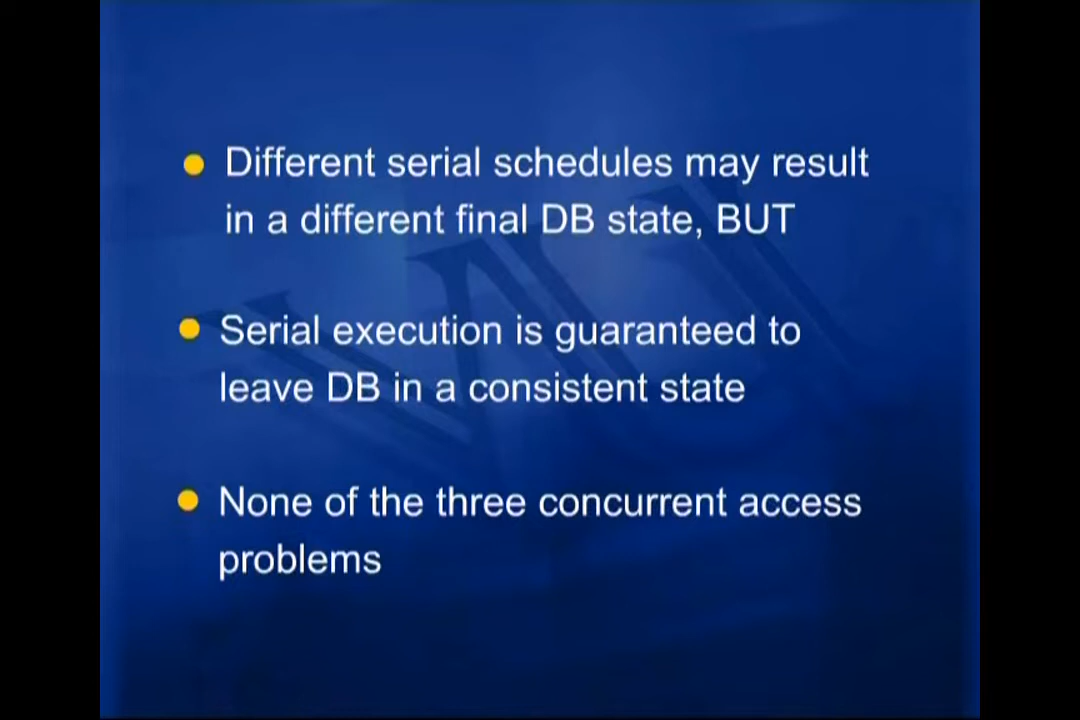 Different serial schedules may result
in a different final DB state, BUT
Serial execution is guaranteed to
leave DB in a consistent state
None of the three concurrent access
problems